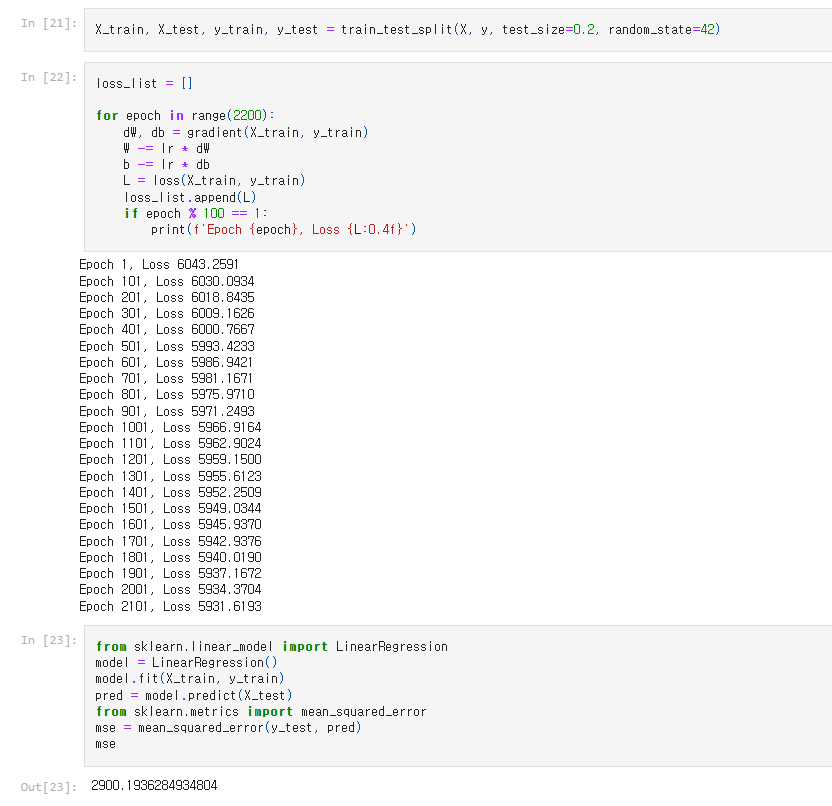 In [21]:
X_train, X_test, y_train, y_test = train_test_split(X, y, test_size=0.2, random_state=42)
In [22]:
loss_list = []
for epoch in range(2200):
dW, db = gradient(X_train, y_train)
W -= lr * dW
b -= lr * db
L = loss(X_train, y_train)
loss_list.append(L)
if epoch % 100 == 1:
print(f'Epoch {epoch}, Loss {L:0.4f}')
Epoch 1, Loss 6043.2591
Epoch 101, Loss 6030.0934
Epoch 201, Loss 6018.8435
Epoch 301, Loss 6009.1626
Epoch 401, Loss 6000.7667
Epoch 501, Loss 5993.4233
Epoch 601, Loss 5986.9421
Epoch 701, Loss 5981.1671
Epoch 801, Loss 5975.9710
Epoch 901, Loss 5971.2493
Epoch 1001, Loss 5966.9164
Epoch 1101, Loss 5962.9024
Epoch 1201, Loss 5959.1500
Epoch 1301, Loss 5955.6123
Epoch 1401, Loss 5952.2509
Epoch 1501, Loss 5949.0344
Epoch 1601, Loss 5945.9370
Epoch 1701, Loss 5942.9376
Epoch 1801, Loss 5940.0190
Epoch 1901, Loss 5937.1672
Epoch 2001, Loss 5934.3704
Epoch 2101, Loss 5931.6193
In [23]:
from sklearn.linear_model import LinearRegression
model = LinearRegression()
model.fit(X_train, y_train)
pred = model.predict(X_test)
from sklearn.metrics import mean_squared_error
mse = mean_squared_error(y_test, pred)
mse
Out[23]:
2900.1936284934804